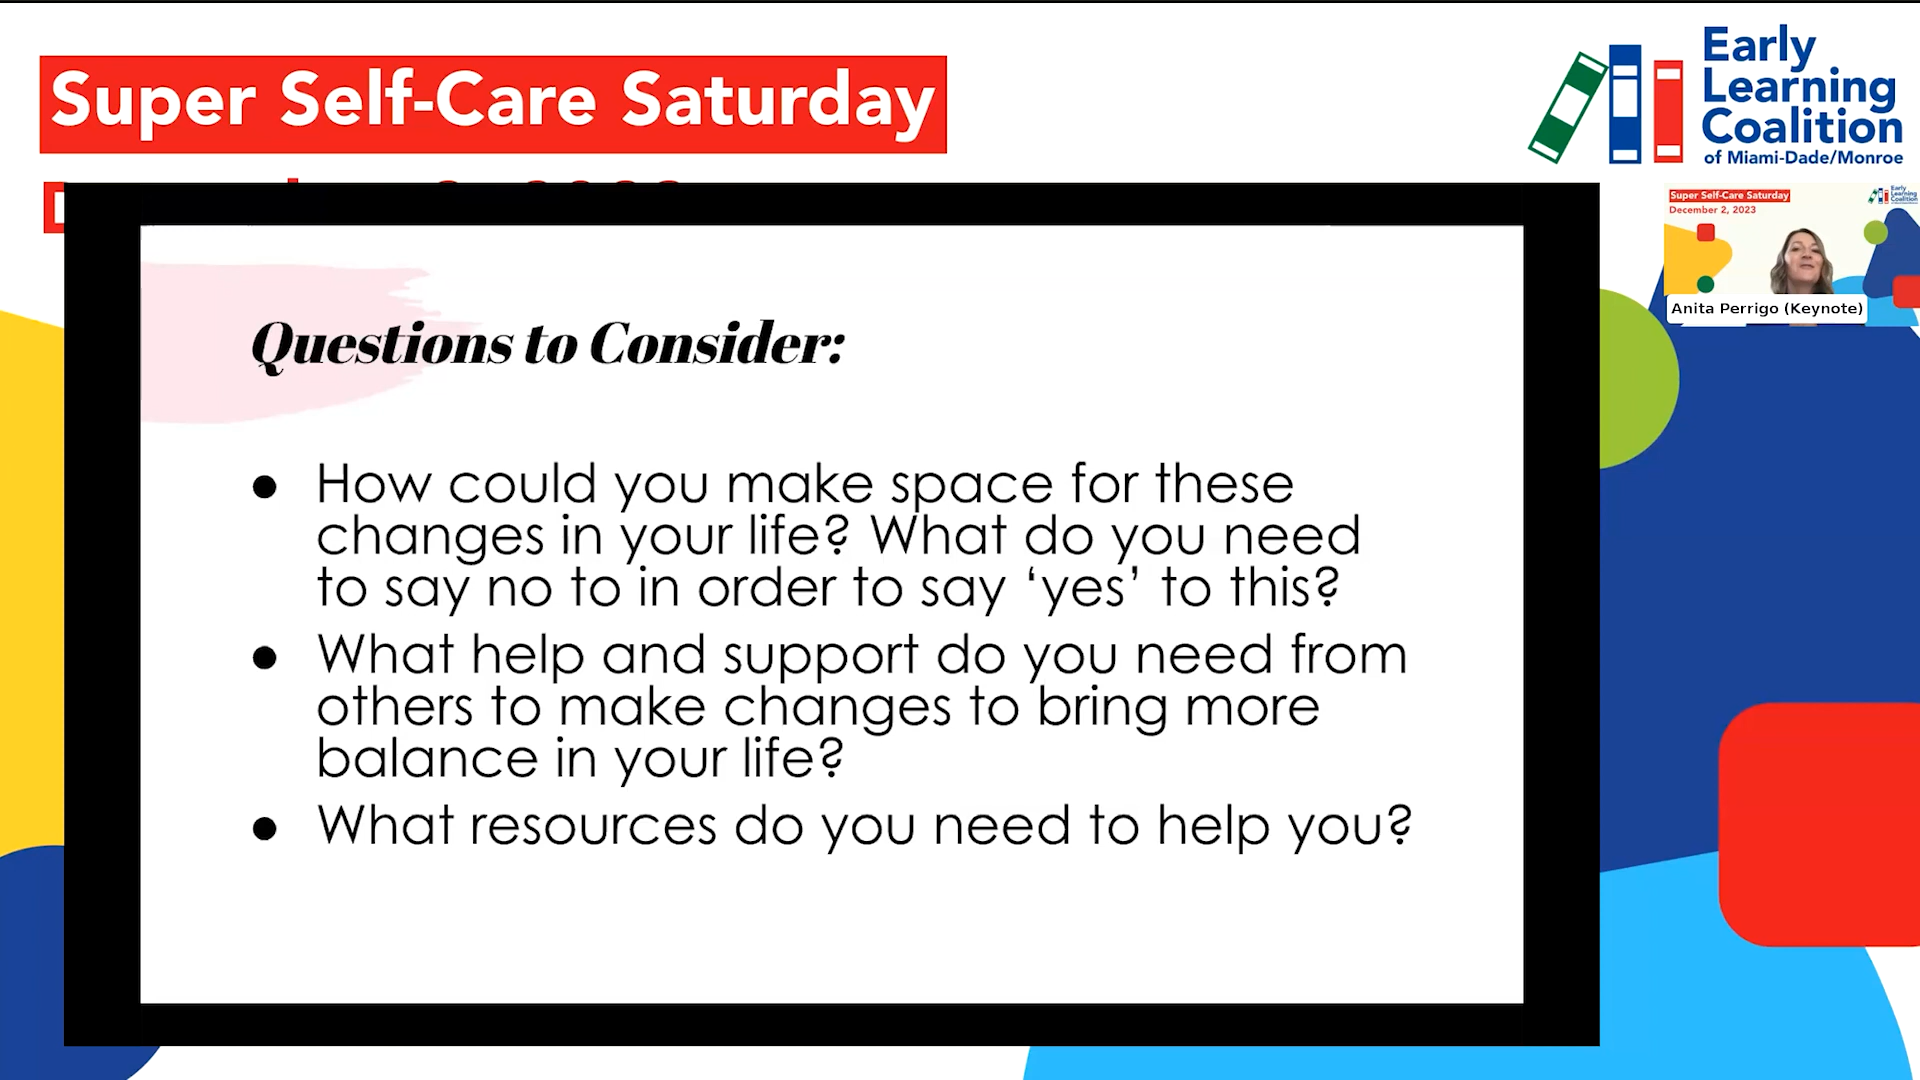 Super Self-Care Saturday
Early
Learning
Coalition
of Miami-Dade/Monroe
Super Self-Care Saturday
December 2, 2023
Early
Learning
Coalition
Anita Perrigo (Keynote)
Questions to Consider:
● How could you make space for these
changes in your life? What do you need
to say no to in order to say ‘yes’ to this?
● What help and support do you need from
others to make changes to bring more
balance in your life?
● What resources do you need to help you?